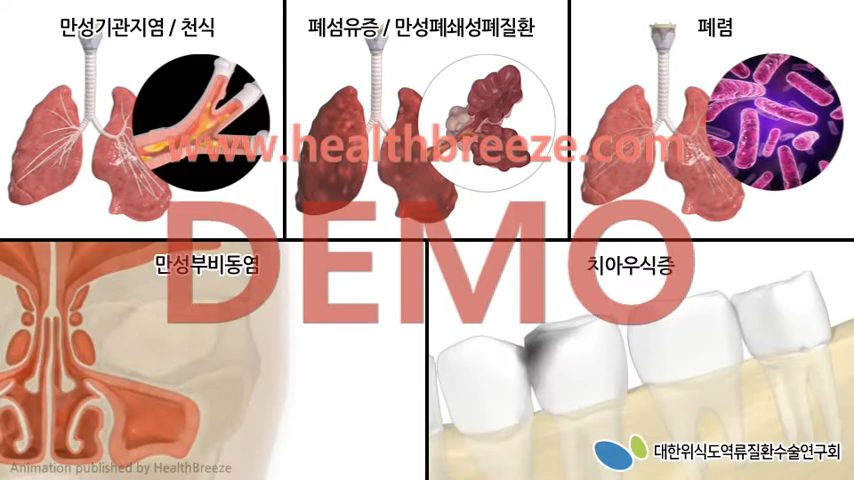 만성기관지염 / 천식
폐섬유증 / 만성폐쇄성폐질환
폐렴
www.healthbreeze.com
DEMO
만성부비동염
치아우식증
대한위식도역류질환수술연구회
Animation published by HealthBreeze